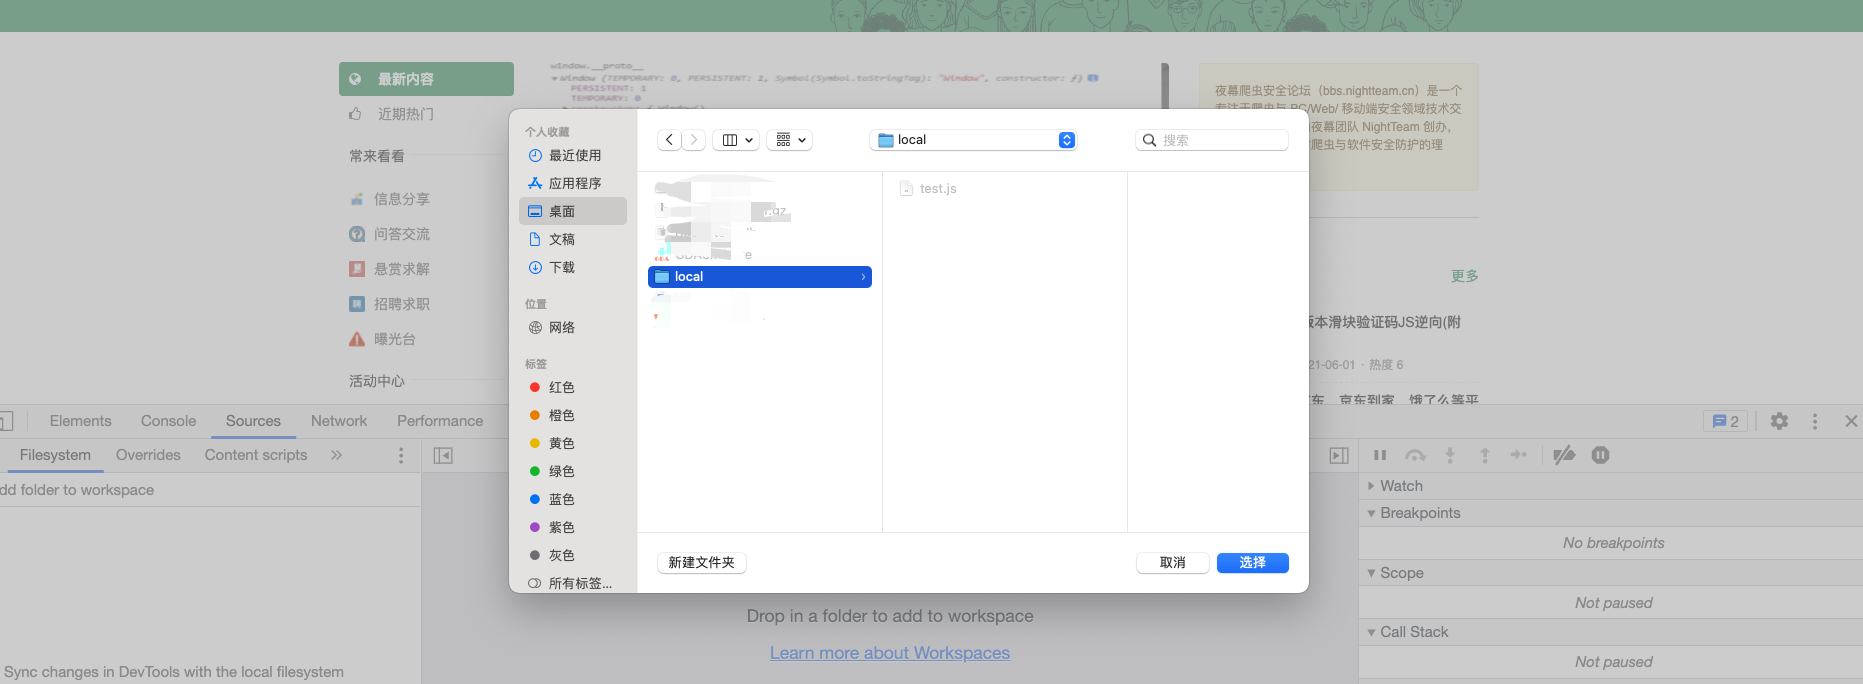 最新内容
近期热门
常来看看
信息分享
问答交流
悬赏求解
招聘求职
曝光台
活动中心
window.__proto__
▼Window {TEMPORARY: 0, PERSISTENT: 1, Symbol(Symbol.toStringTag): "Window", constructor: ƒ}
PERSISTENT: 1
TEMPORARY: 0
夜幕爬虫安全论坛（bbs.nightteam.cn）是一个
专注于爬虫与 PC/Web/ 移动端安全领域技术交
夜幕团队 NightTeam 创办，
爬虫与软件安全防护的理
更多
版本滑块验证码JS逆向(附
21-06-01 · 热度 6
东、京东到家、饿了么等平
个人收藏
最近使用
应用程序
桌面
文稿
下载
位置
网络
标签
红色
橙色
黄色
绿色
蓝色
紫色
灰色
所有标签...
local
搜索
.gz
e
local
test.js
新建文件夹
取消
选择
Elements
Console
Sources
Network
Performance
2
Filesystem
Overrides
Content scripts
dd folder to workspace
Sync changes in DevTools with the local filesystem
Drop in a folder to add to workspace
Learn more about Workspaces
Watch
Breakpoints
No breakpoints
Scope
Not paused
Call Stack
Not paused